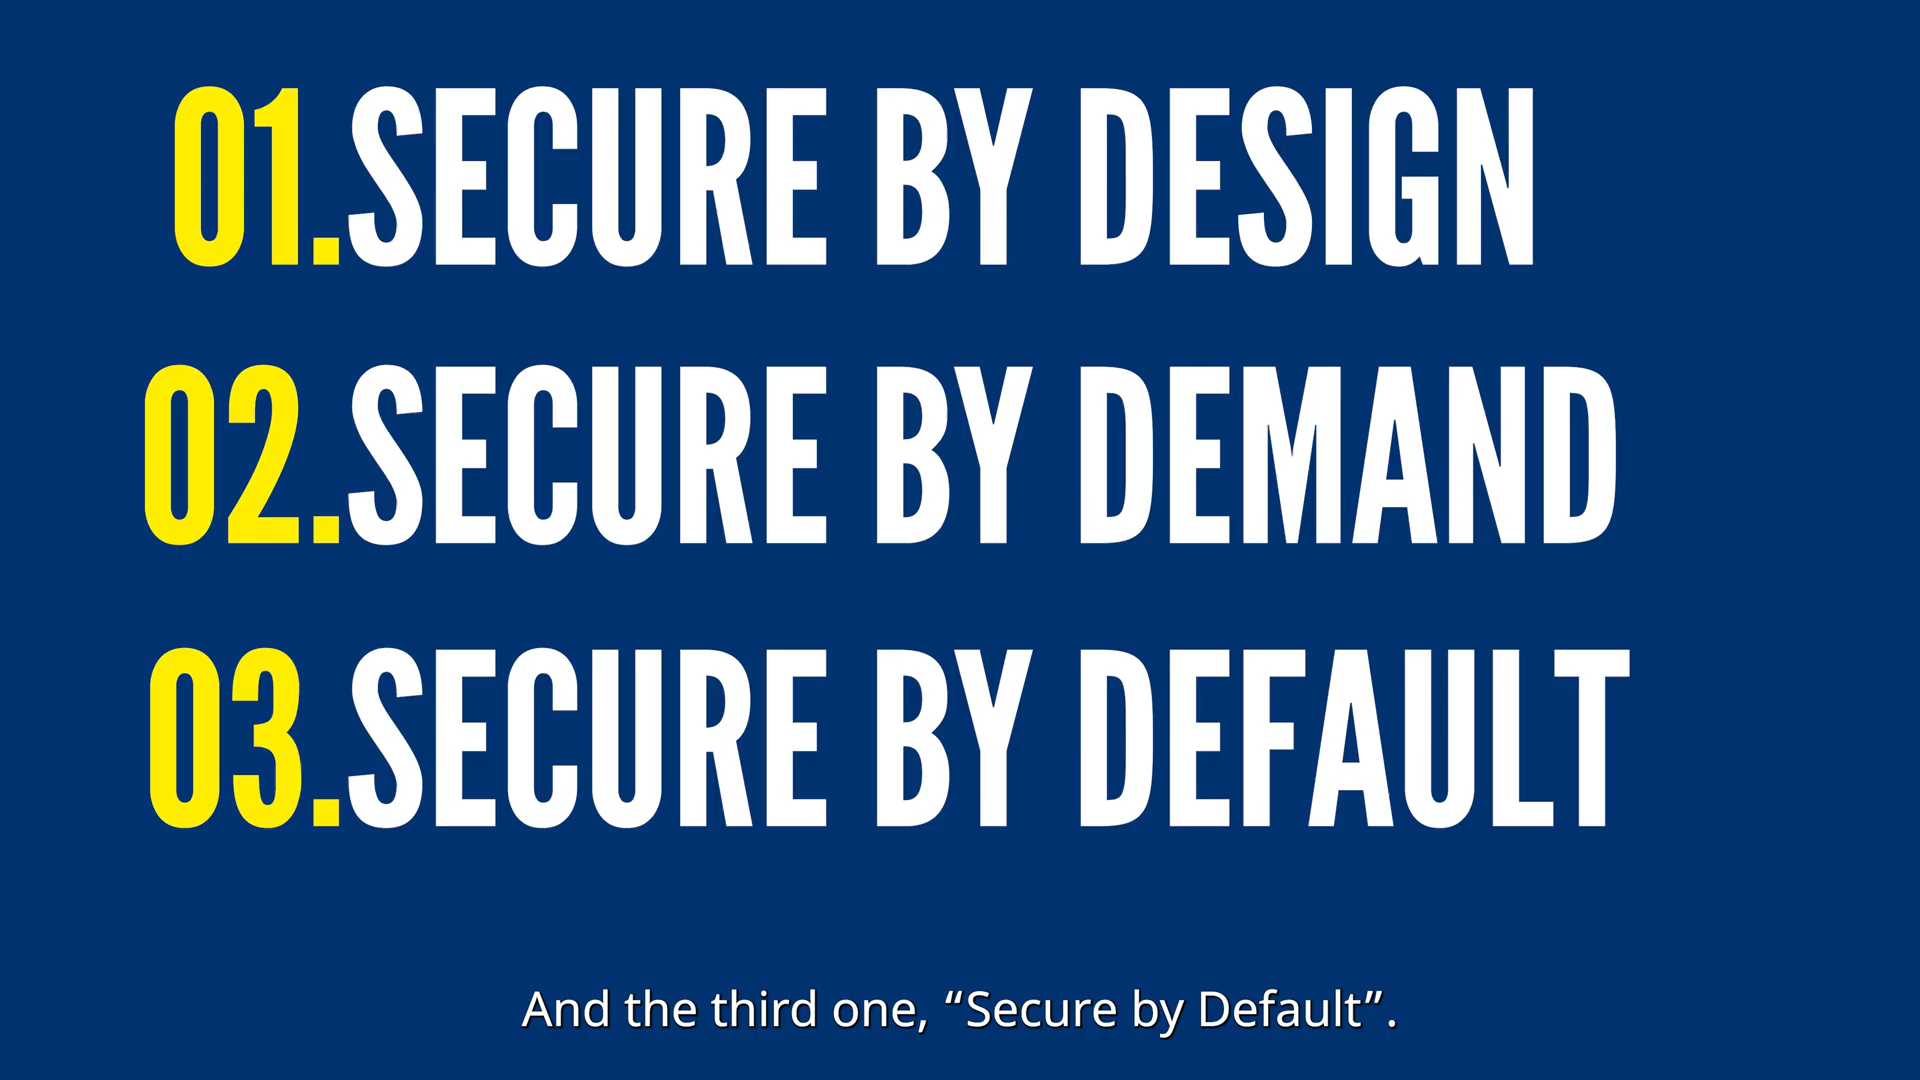 01.SECURE BY DESIGN
02.SECURE BY DEMAND
03.SECURE BY DEFAULT
And the third one, “Secure by Default”.